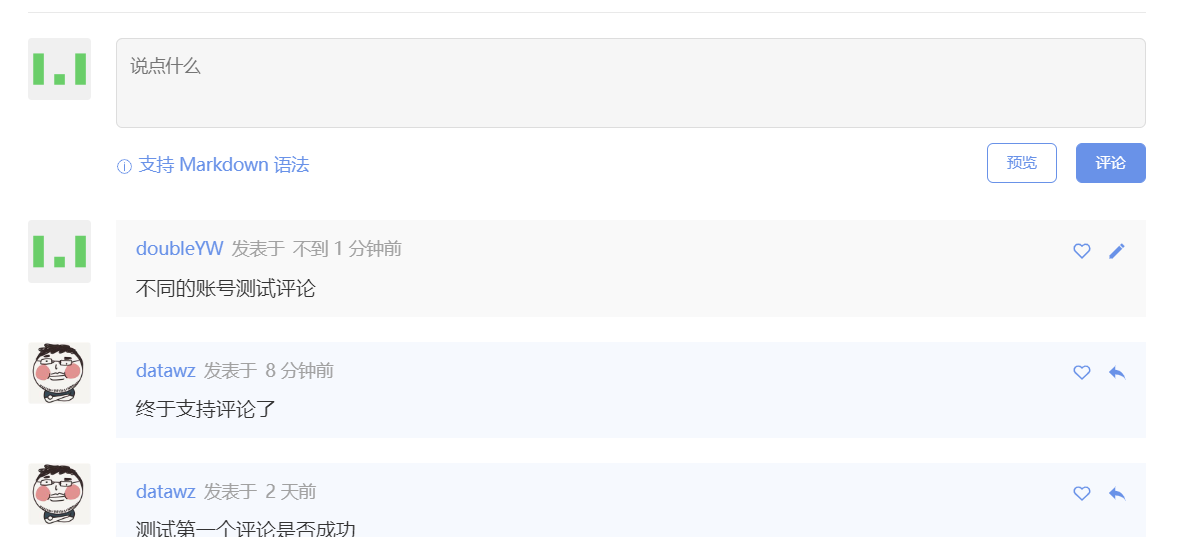 说点什么
支持 Markdown 语法
预览
评论
doubleYW 发表于 不到 1 分钟前
不同的账号测试评论
datawz 发表于 8 分钟前
终于支持评论了
datawz 发表于 2 天前
测试第一个评论是否成功